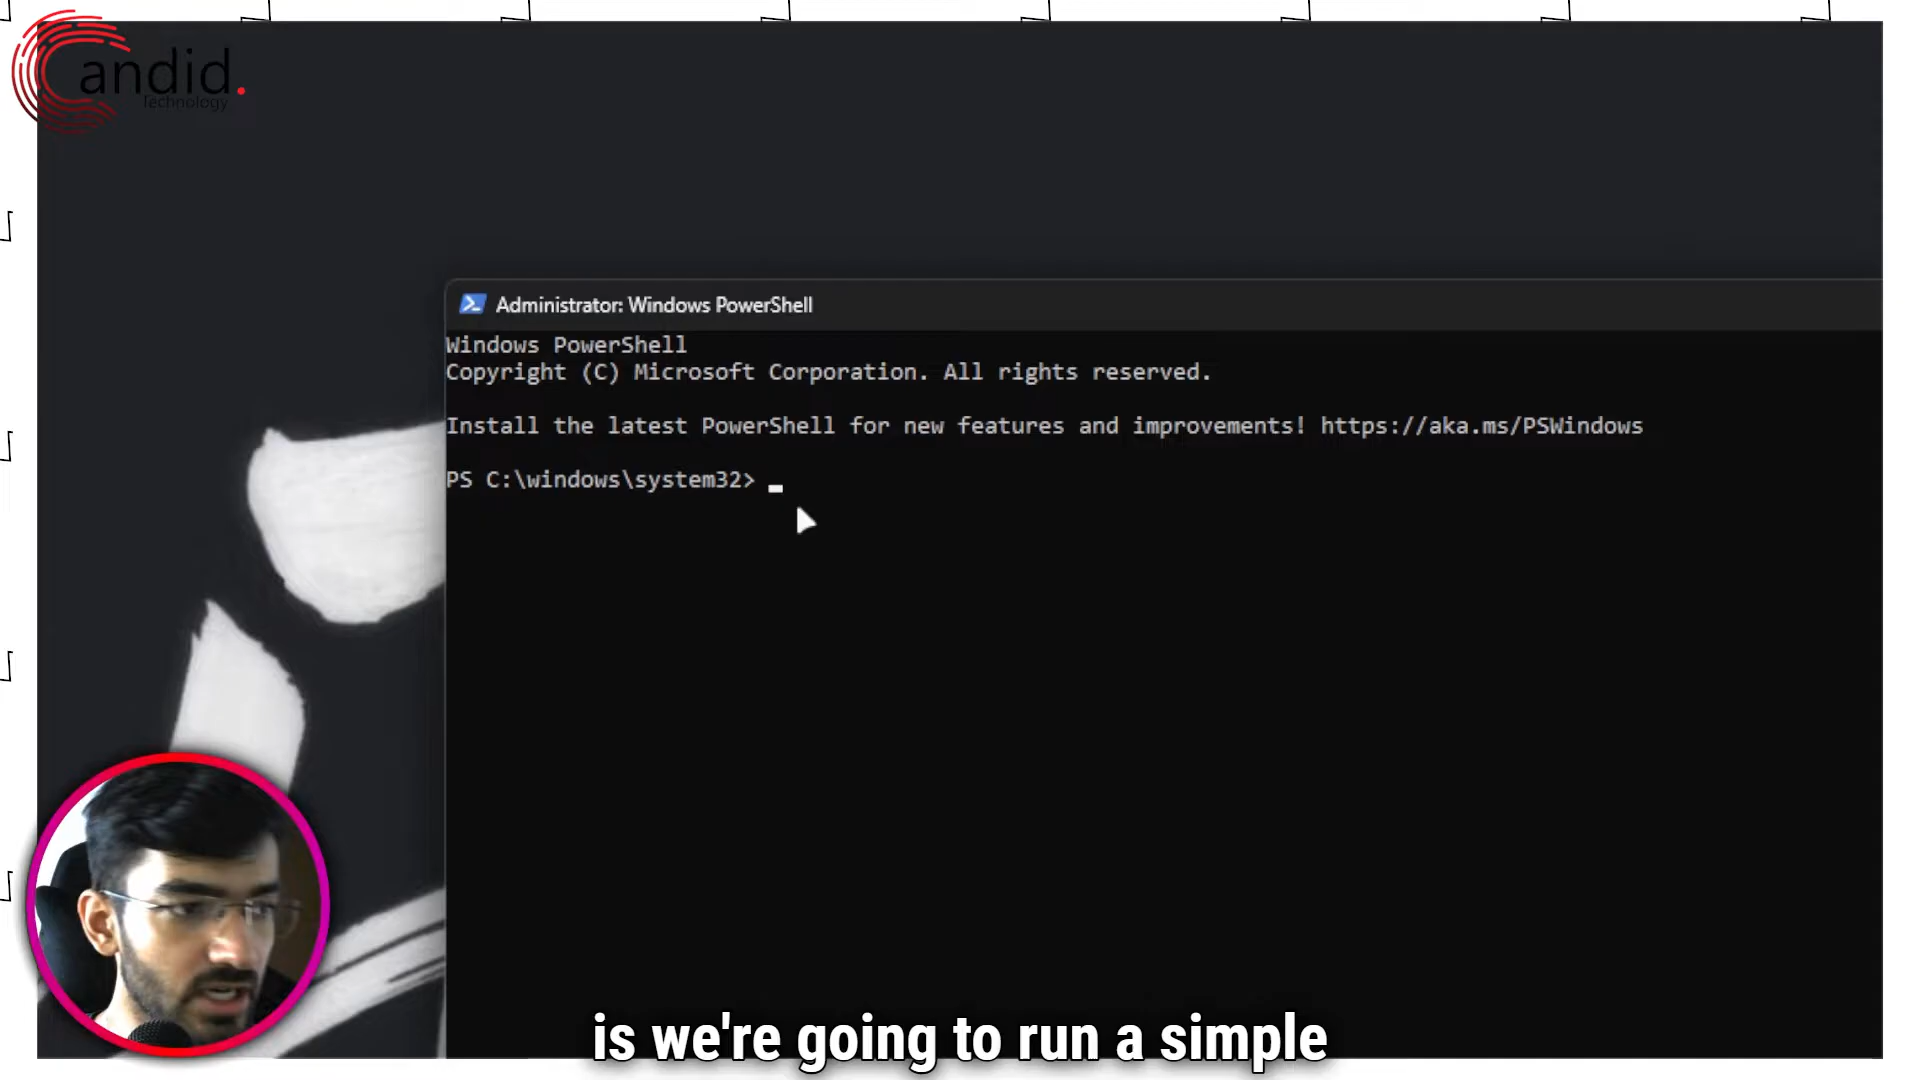 Candid.
Technology
Administrator: Windows PowerShell
Windows PowerShell
Copyright (C) Microsoft Corporation. All rights reserved.
Install the latest PowerShell for new features and improvements! https://aka.ms/PSWindows
PS C:\windows\system32>
is we're going to run a simple